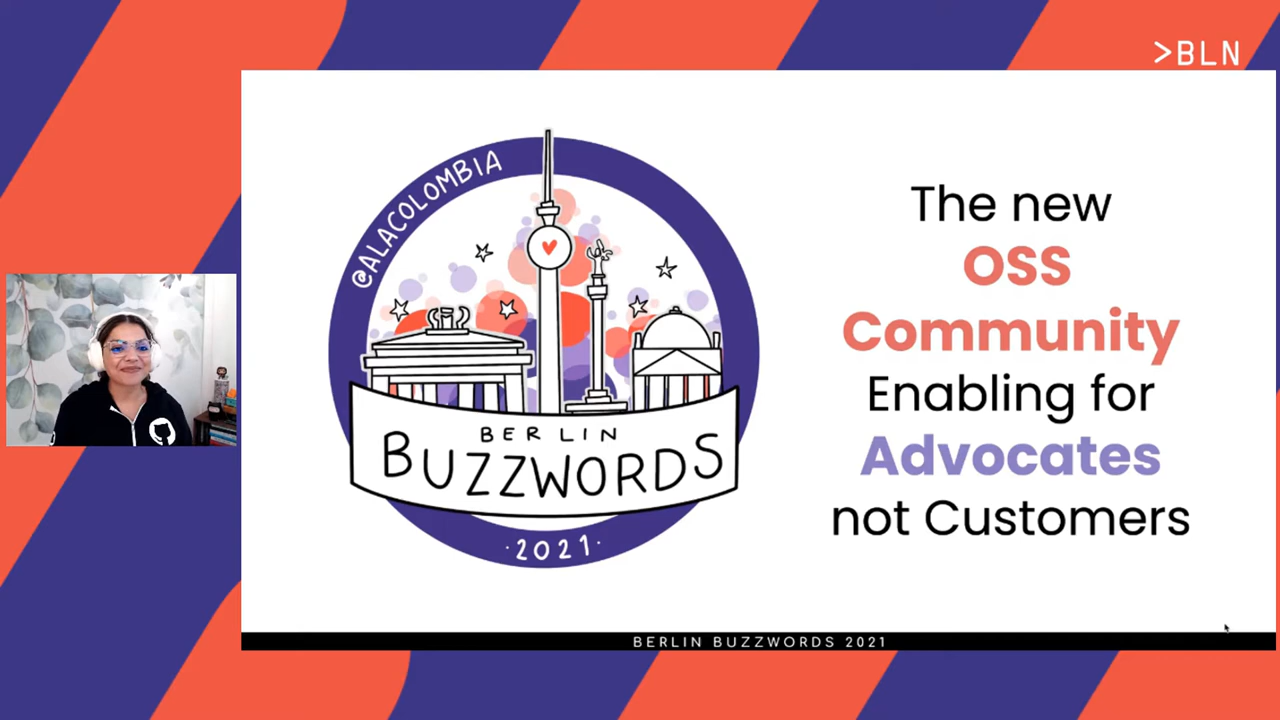 >BLN
@ALACOLOMBIA
BERLIN
BUZZWORDS
·2021·
The new
OSS
Community
Enabling for
Advocates
not Customers
BERLIN BUZZWORDS 2021